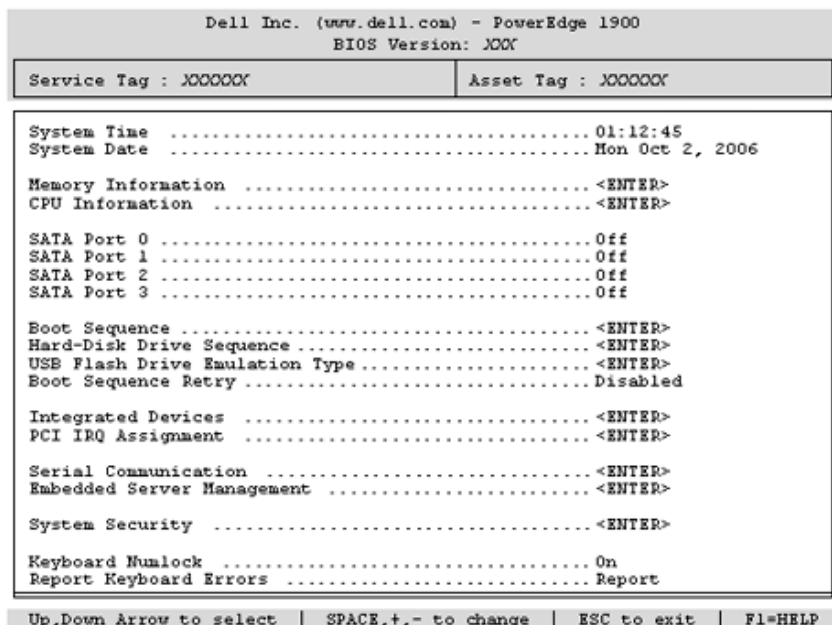 Dell Inc. (www.dell.com) - PowerEdge 1900
BIOS Version: XXX
Service Tag : XXXXXX Asset Tag : XXXXXX
System Time ........................................ 01:12:45
System Date ........................................ Mon Oct 2, 2006
Memory Information ................................. <ENTER>
CPU Information .................................... <ENTER>
SATA Port 0 ......................................... Off
SATA Port 1 ......................................... Off
SATA Port 2 ......................................... Off
SATA Port 3 ......................................... Off
Boot Sequence ....................................... <ENTER>
Hard-Disk Drive Sequence ............................ <ENTER>
USB Flash Drive Emulation Type ...................... <ENTER>
Boot Sequence Retry ................................. Disabled
Integrated Devices ................................. <ENTER>
PCI IRQ Assignment ................................. <ENTER>
Serial Communication ............................... <ENTER>
Embedded Server Management ......................... <ENTER>
System Security .................................... <ENTER>
Keyboard Numlock ................................... On
Report Keyboard Errors ............................. Report
Up,Down Arrow to select | SPACE,+,- to change | ESC to exit | F1=HELP